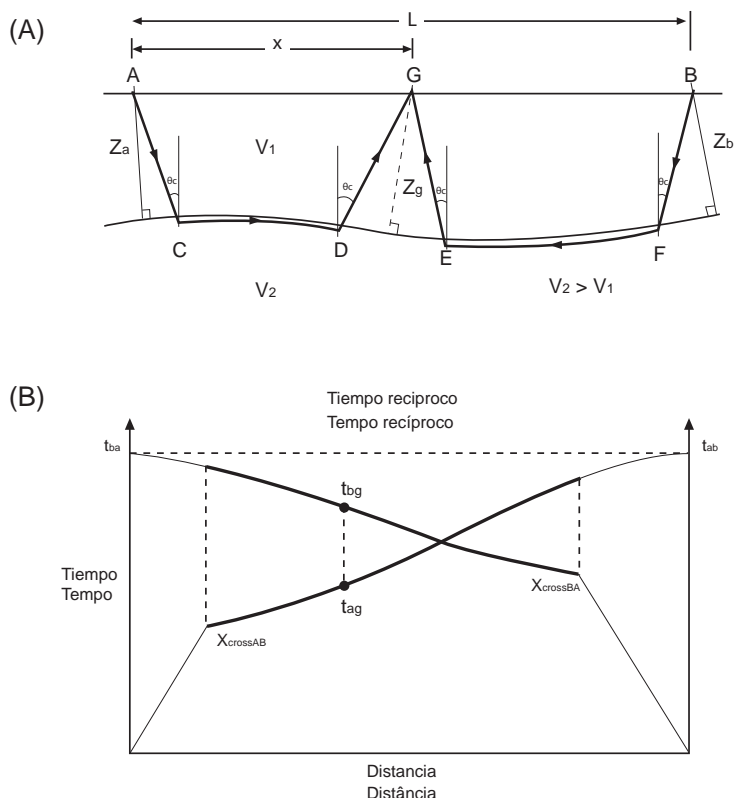 (A)
L
x
A
G
B
Za
V1
Zg
Zb
θc
θc
θc
θc
C
D
E
F
V2
V2 > V1
(B)
Tiempo reciproco
Tempo recíproco
tba
tab
tbg
Tiempo
Tempo
tag
XcrossBA
XcrossAB
Distancia
Distância